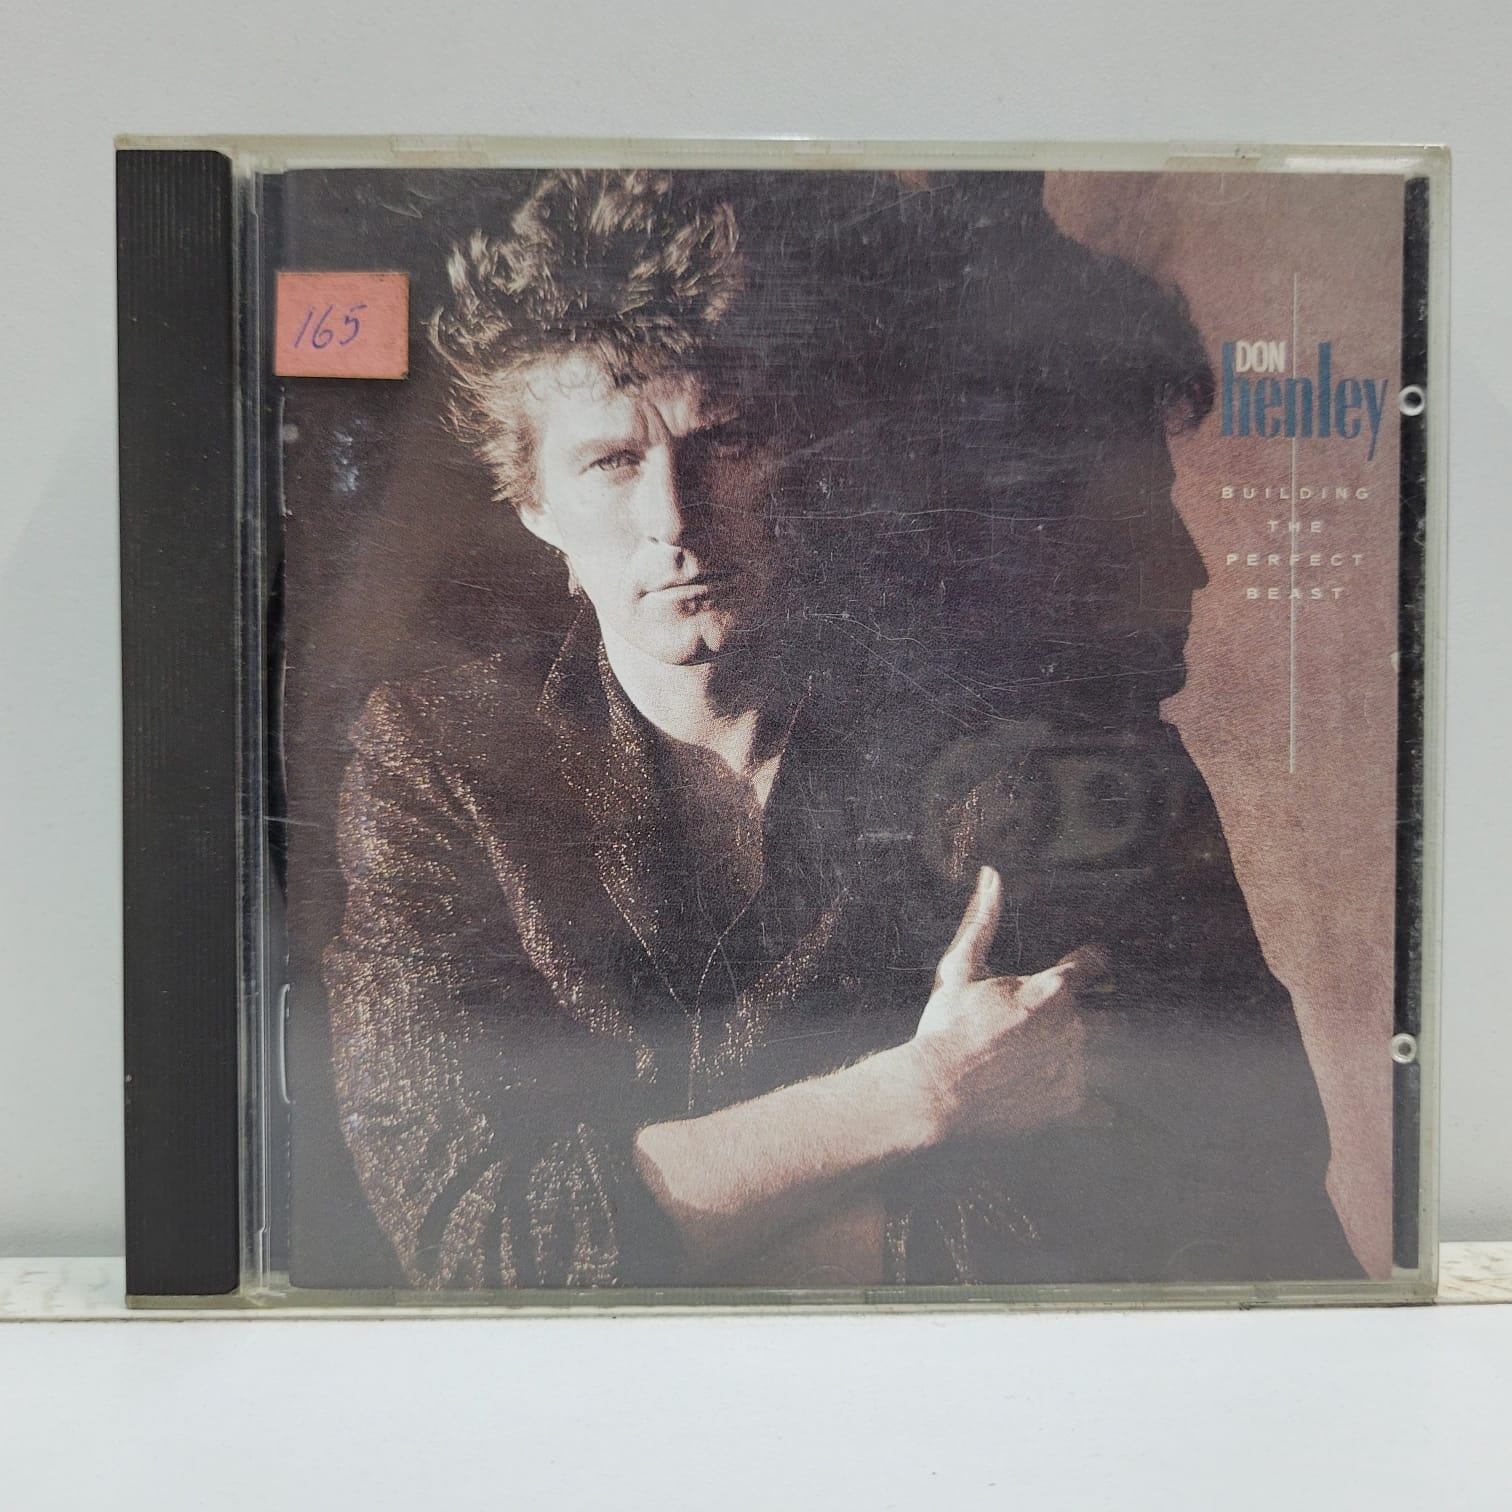 165
DON
henley
BUILDING
THE
PERFECT
BEAST